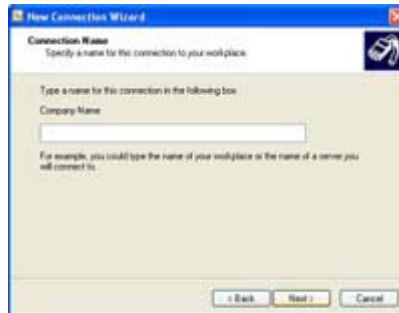 New Connection Wizard
Connection Name
Specify a name for this connection to your workplace.
Type a name for this connection in the following box.
Company Name
For example, you could type the name of your workplace or the name of a server you
will connect to.
< Back
Next >
Cancel